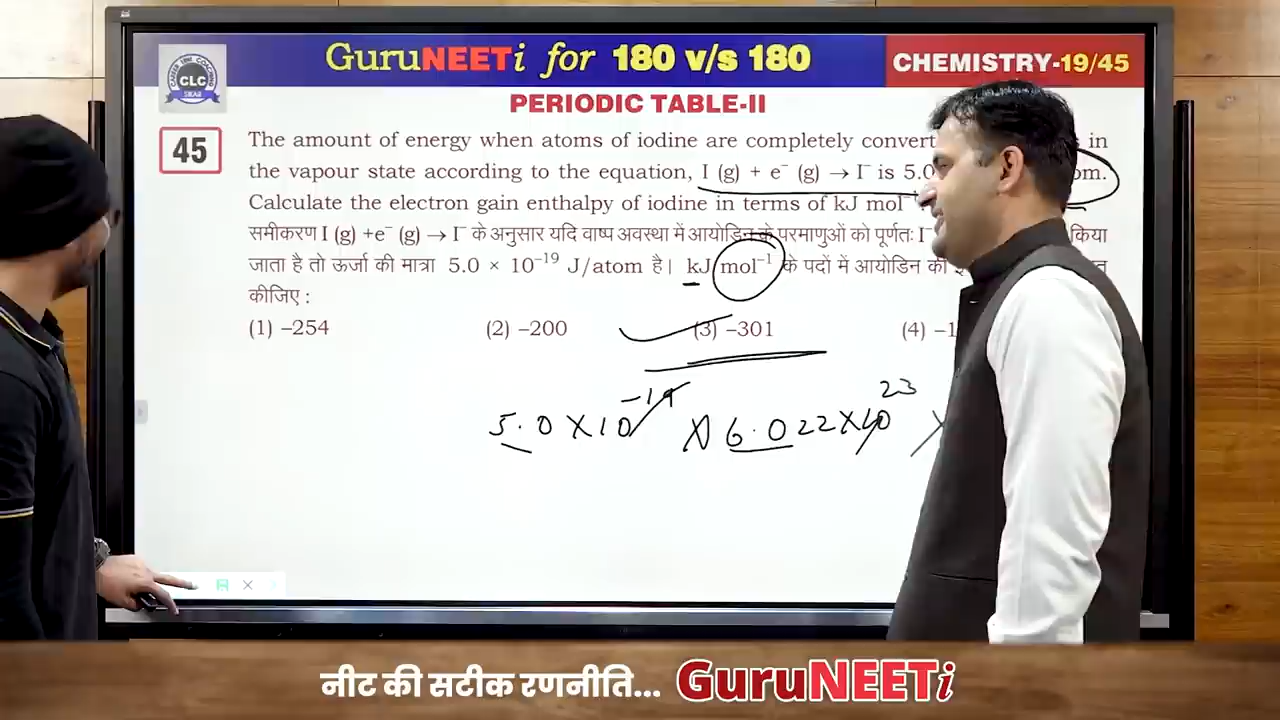 CLC
SIKAR
GuruNEETi for 180 v/s 180
CHEMISTRY-19/45
PERIODIC TABLE-II
45
The amount of energy when atoms of iodine are completely convert in
the vapour state according to the equation, I (g) + e⁻ (g) → I⁻ is 5.0 om.
Calculate the electron gain enthalpy of iodine in terms of kJ mol⁻
समीकरण I (g) +e⁻ (g) → I⁻ के अनुसार यदि वाष्प अवस्था में आयोडिन के परमाणुओं को पूर्णतः I⁻ किया
जाता है तो ऊर्जा की मात्रा 5.0 × 10⁻¹⁹ J/atom है। kJ mol⁻¹ के पदों में आयोडिन की
कीजिए :
(1) –254 (2) –200 (3) –301 (4) –1
5.0 X10⁻¹⁹ X 6.022X10²³ X
नीट की सटीक रणनीति... GuruNEETi